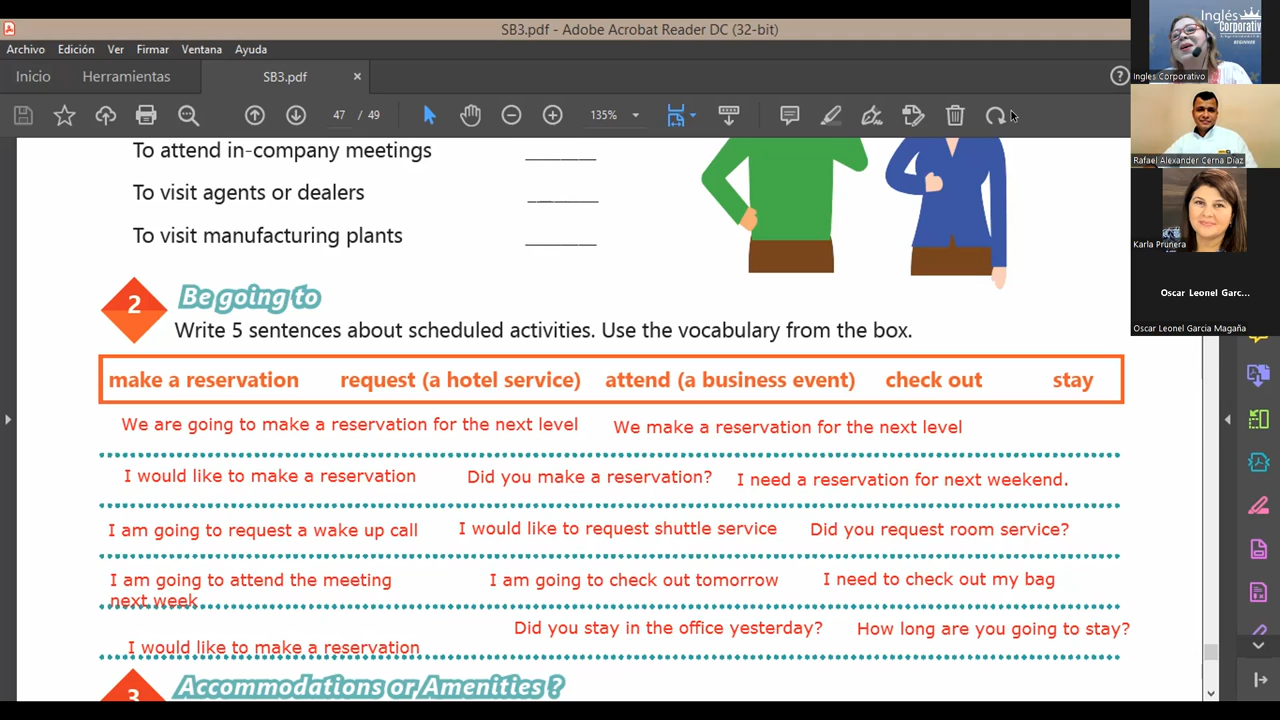 SB3.pdf - Adobe Acrobat Reader DC (32-bit)
Archivo Edición Ver Firmar Ventana Ayuda
Inicio Herramientas SB3.pdf ×
47 / 49 135%
To attend in-company meetings ______
To visit agents or dealers ______
To visit manufacturing plants ______
2 Be going to
Write 5 sentences about scheduled activities. Use the vocabulary from the box.
make a reservation request (a hotel service) attend (a business event) check out stay
We are going to make a reservation for the next level We make a reservation for the next level
I would like to make a reservation Did you make a reservation? I need a reservation for next weekend.
I am going to request a wake up call I would like to request shuttle service Did you request room service?
I am going to attend the meeting next week I am going to check out tomorrow I need to check out my bag
I would like to make a reservation Did you stay in the office yesterday? How long are you going to stay?
3 Accommodations or Amenities ?
Inglés
Corporativo
BEGINNER
Ingles Corporativo
Rafael Alexander Cerna Diaz
Karla Prunera
Oscar Leonel Garc...
Oscar Leonel Garcia Magaña